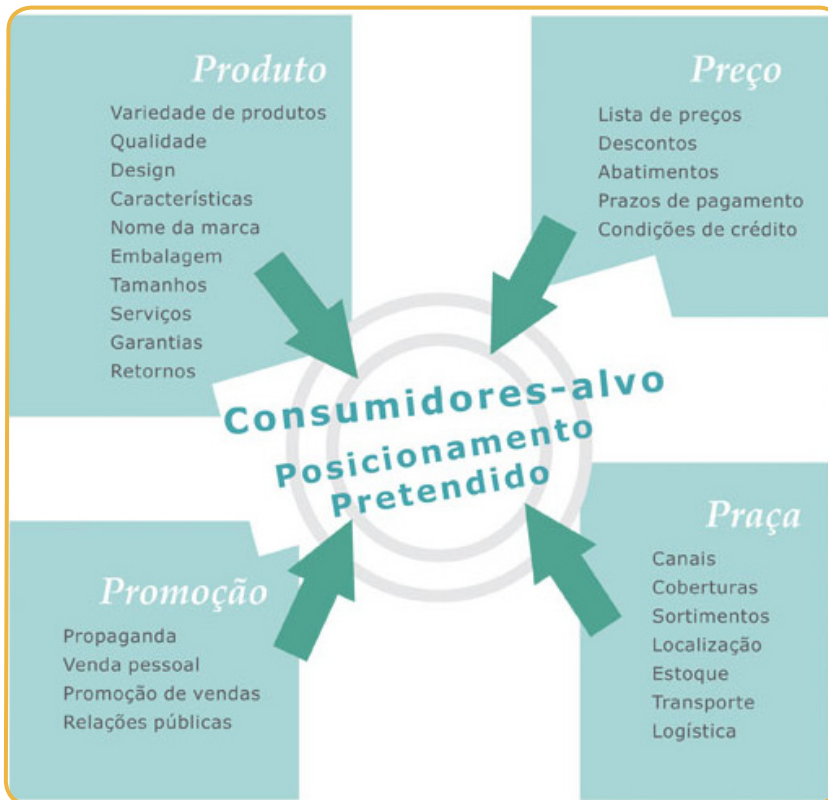 Produto
Variedade de produtos
Qualidade
Design
Características
Nome da marca
Embalagem
Tamanhos
Serviços
Garantias
Retornos
Preço
Lista de preços
Descontos
Abatimentos
Prazos de pagamento
Condições de crédito
Consumidores-alvo
Posicionamento
Pretendido
Promoção
Propaganda
Venda pessoal
Promoção de vendas
Relações públicas
Praça
Canais
Coberturas
Sortimentos
Localização
Estoque
Transporte
Logística